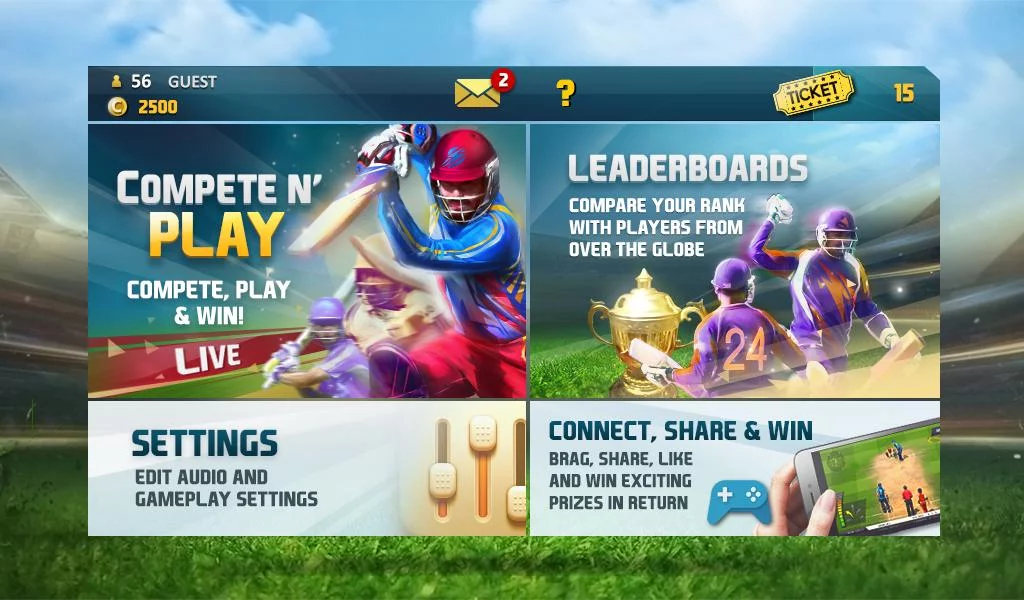 56 GUEST
2500
2
?
TICKET
15
COMPETE N'
PLAY
COMPETE, PLAY
& WIN!
LIVE
LEADERBOARDS
COMPARE YOUR RANK
WITH PLAYERS FROM
OVER THE GLOBE
24
SETTINGS
EDIT AUDIO AND
GAMEPLAY SETTINGS
CONNECT, SHARE & WIN
BRAG, SHARE, LIKE
AND WIN EXCITING
PRIZES IN RETURN